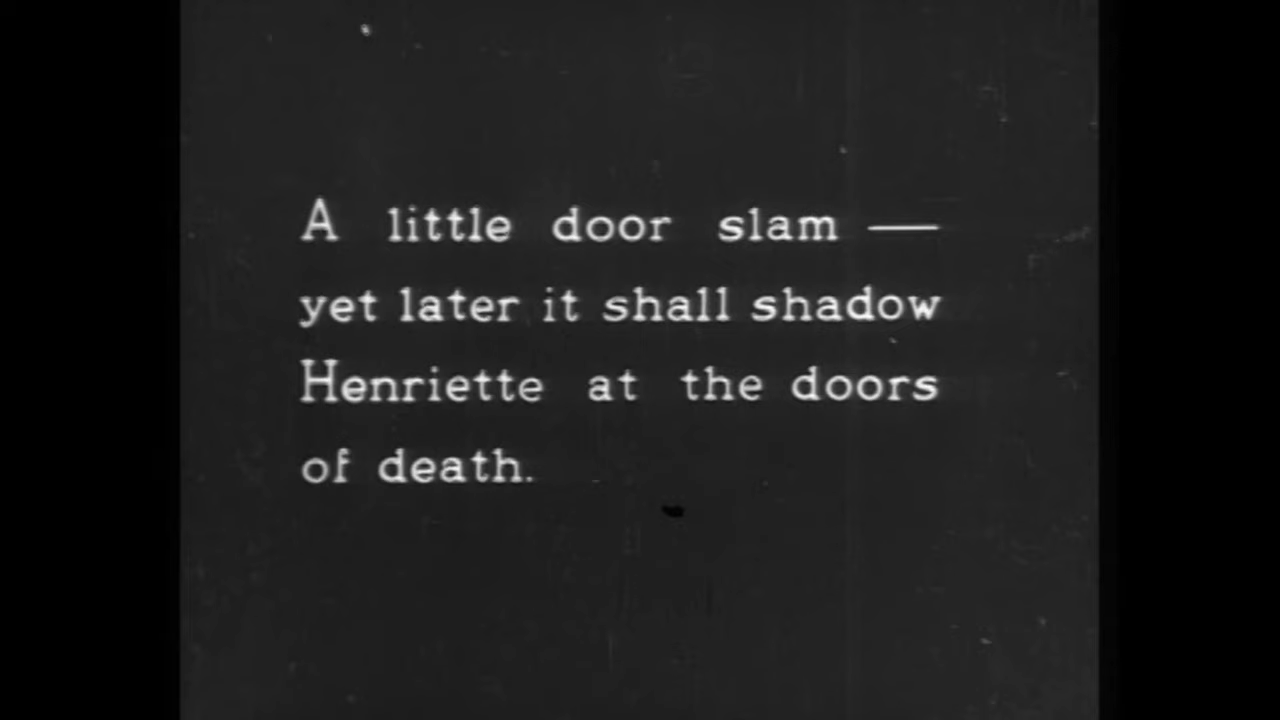 A little door slam —
yet later it shall shadow
Henriette at the doors
of death.